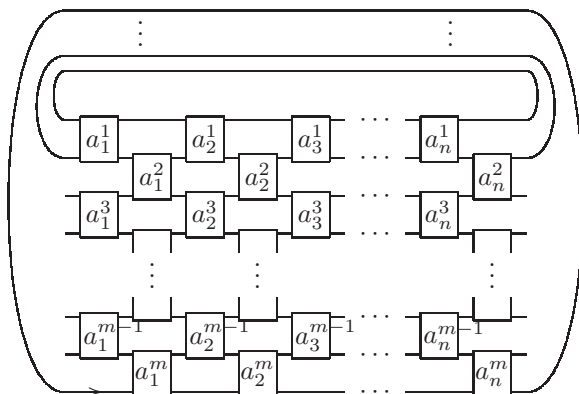 ⋮ ⋮
a_1^1 a_2^1 a_3^1 ⋯ a_n^1
a_1^2 a_2^2 a_n^2
a_1^3 a_2^3 a_3^3 ⋯ a_n^3
⋮ ⋮ ⋮
a_1^{m-1} a_2^{m-1} a_3^{m-1} ⋯ a_n^{m-1}
a_1^m a_2^m ⋯ a_n^m